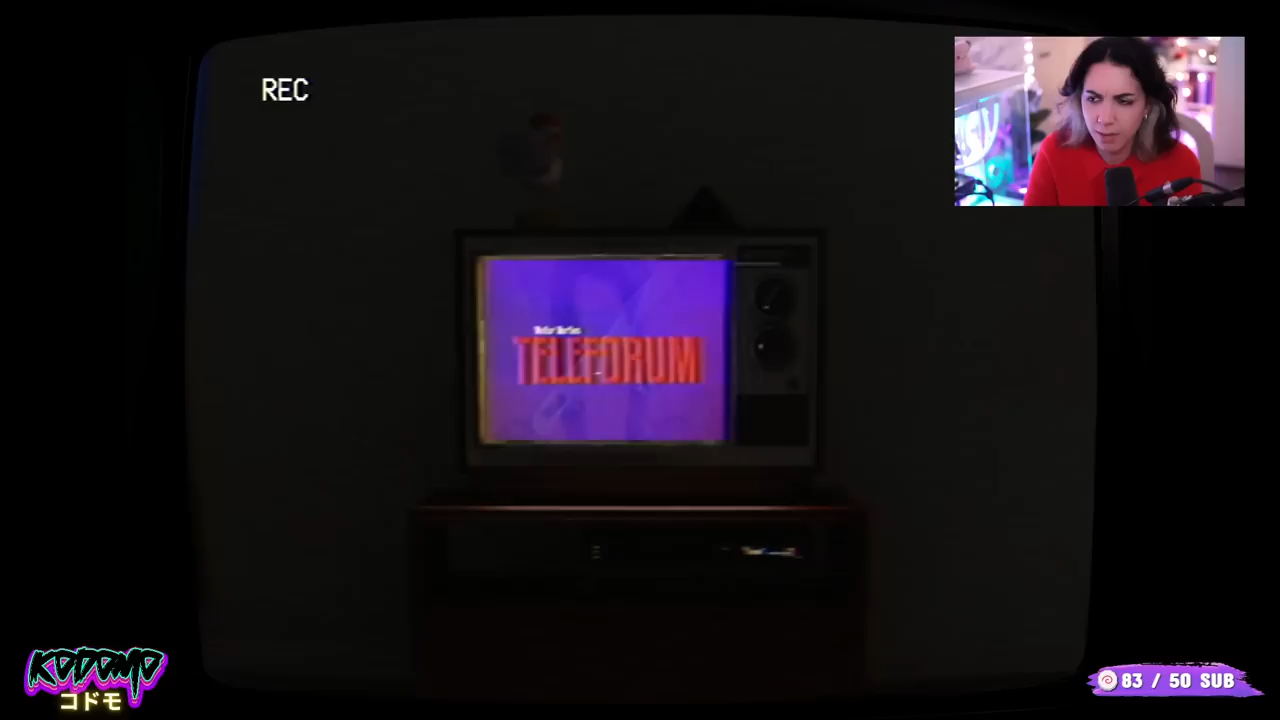 REC
TELEFORUM
KODOMO
コドモ
83 / 50 SUB